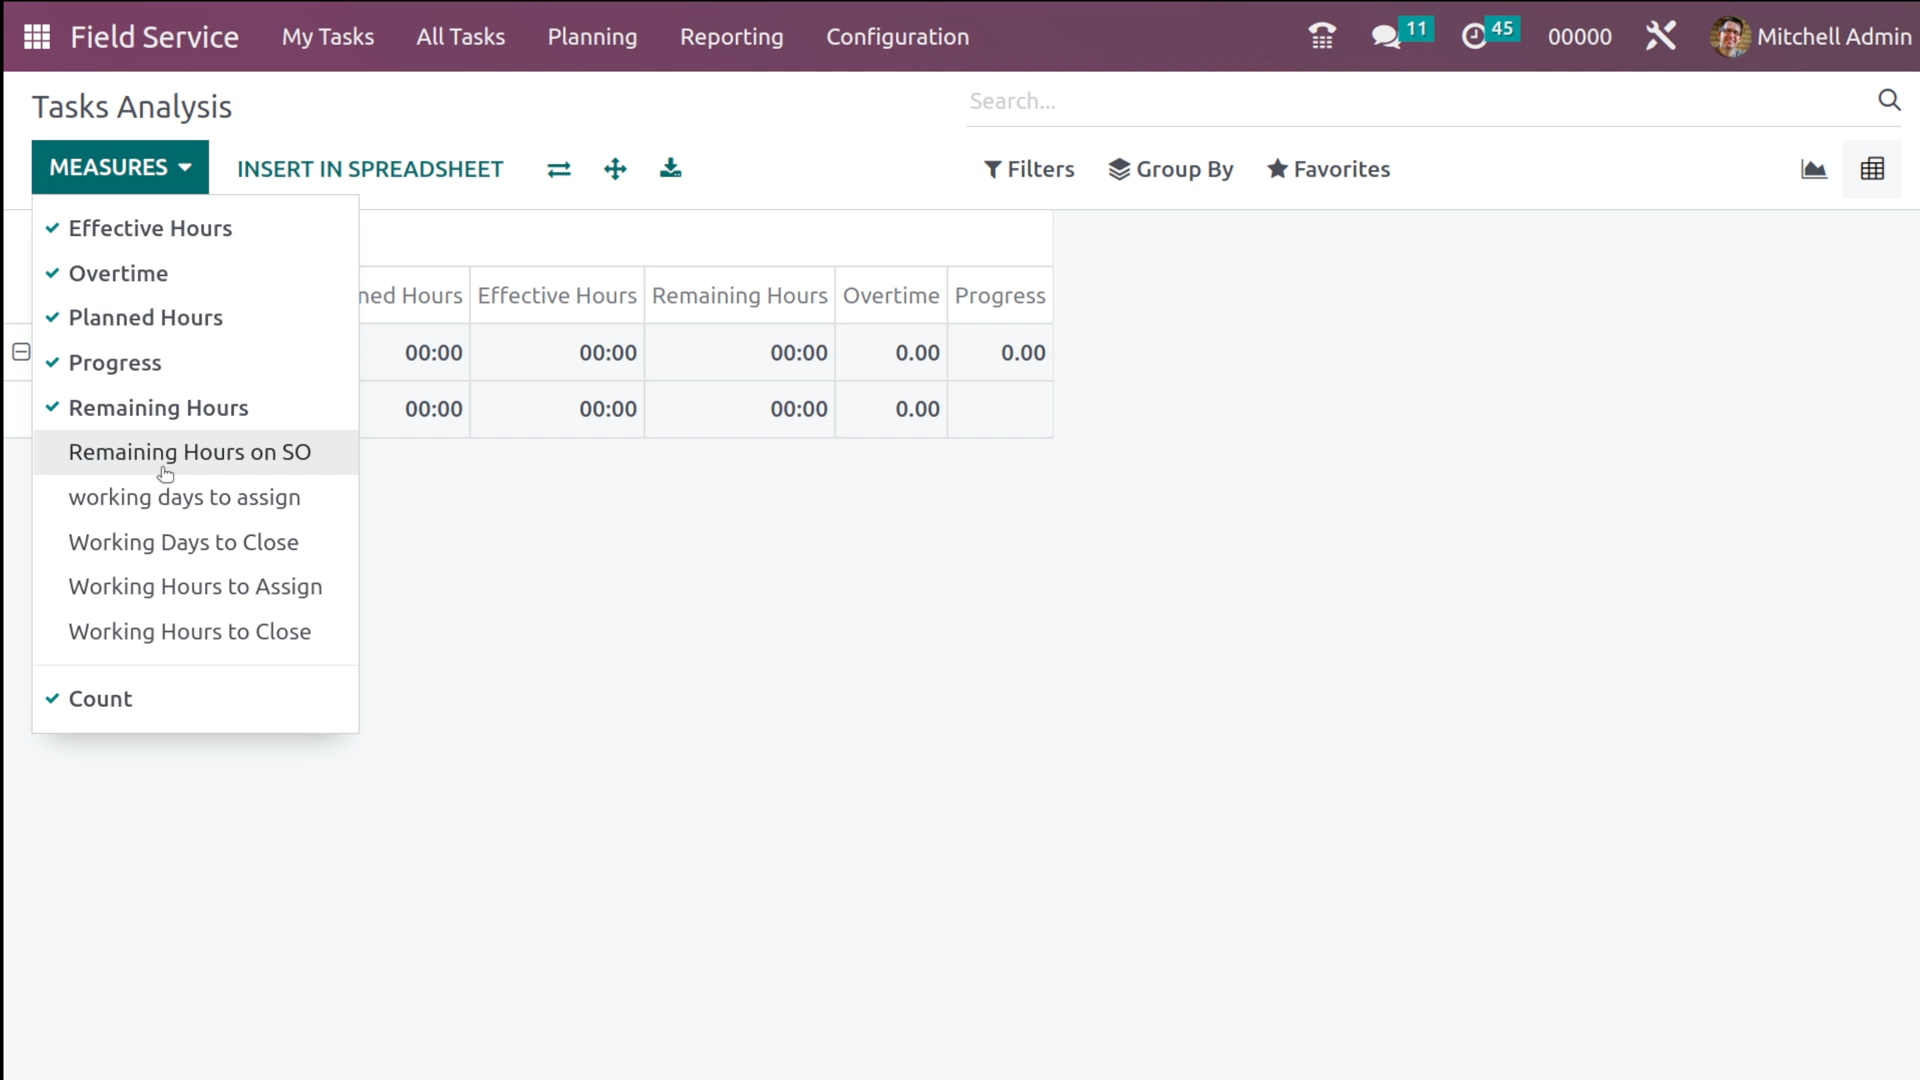 Field Service My Tasks All Tasks Planning Reporting Configuration 11 45 00000 Mitchell Admin
Tasks Analysis
Search...
MEASURES INSERT IN SPREADSHEET Filters Group By Favorites
Effective Hours
Overtime
Planned Hours
Progress
Remaining Hours
Remaining Hours on SO
working days to assign
Working Days to Close
Working Hours to Assign
Working Hours to Close
Count
ned Hours Effective Hours Remaining Hours Overtime Progress
00:00 00:00 00:00 0.00 0.00
00:00 00:00 00:00 0.00